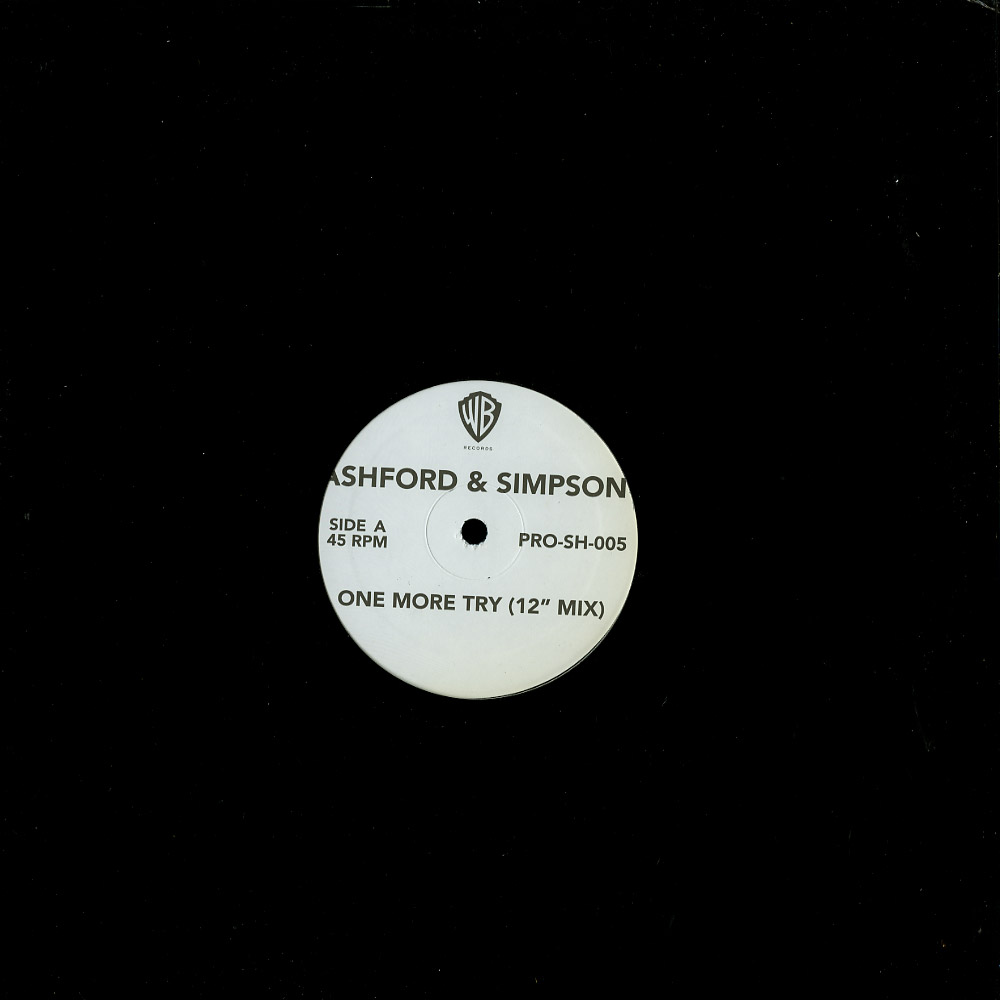 WB
RECORDS
ASHFORD & SIMPSON
SIDE A
45 RPM
PRO-SH-005
ONE MORE TRY (12” MIX)